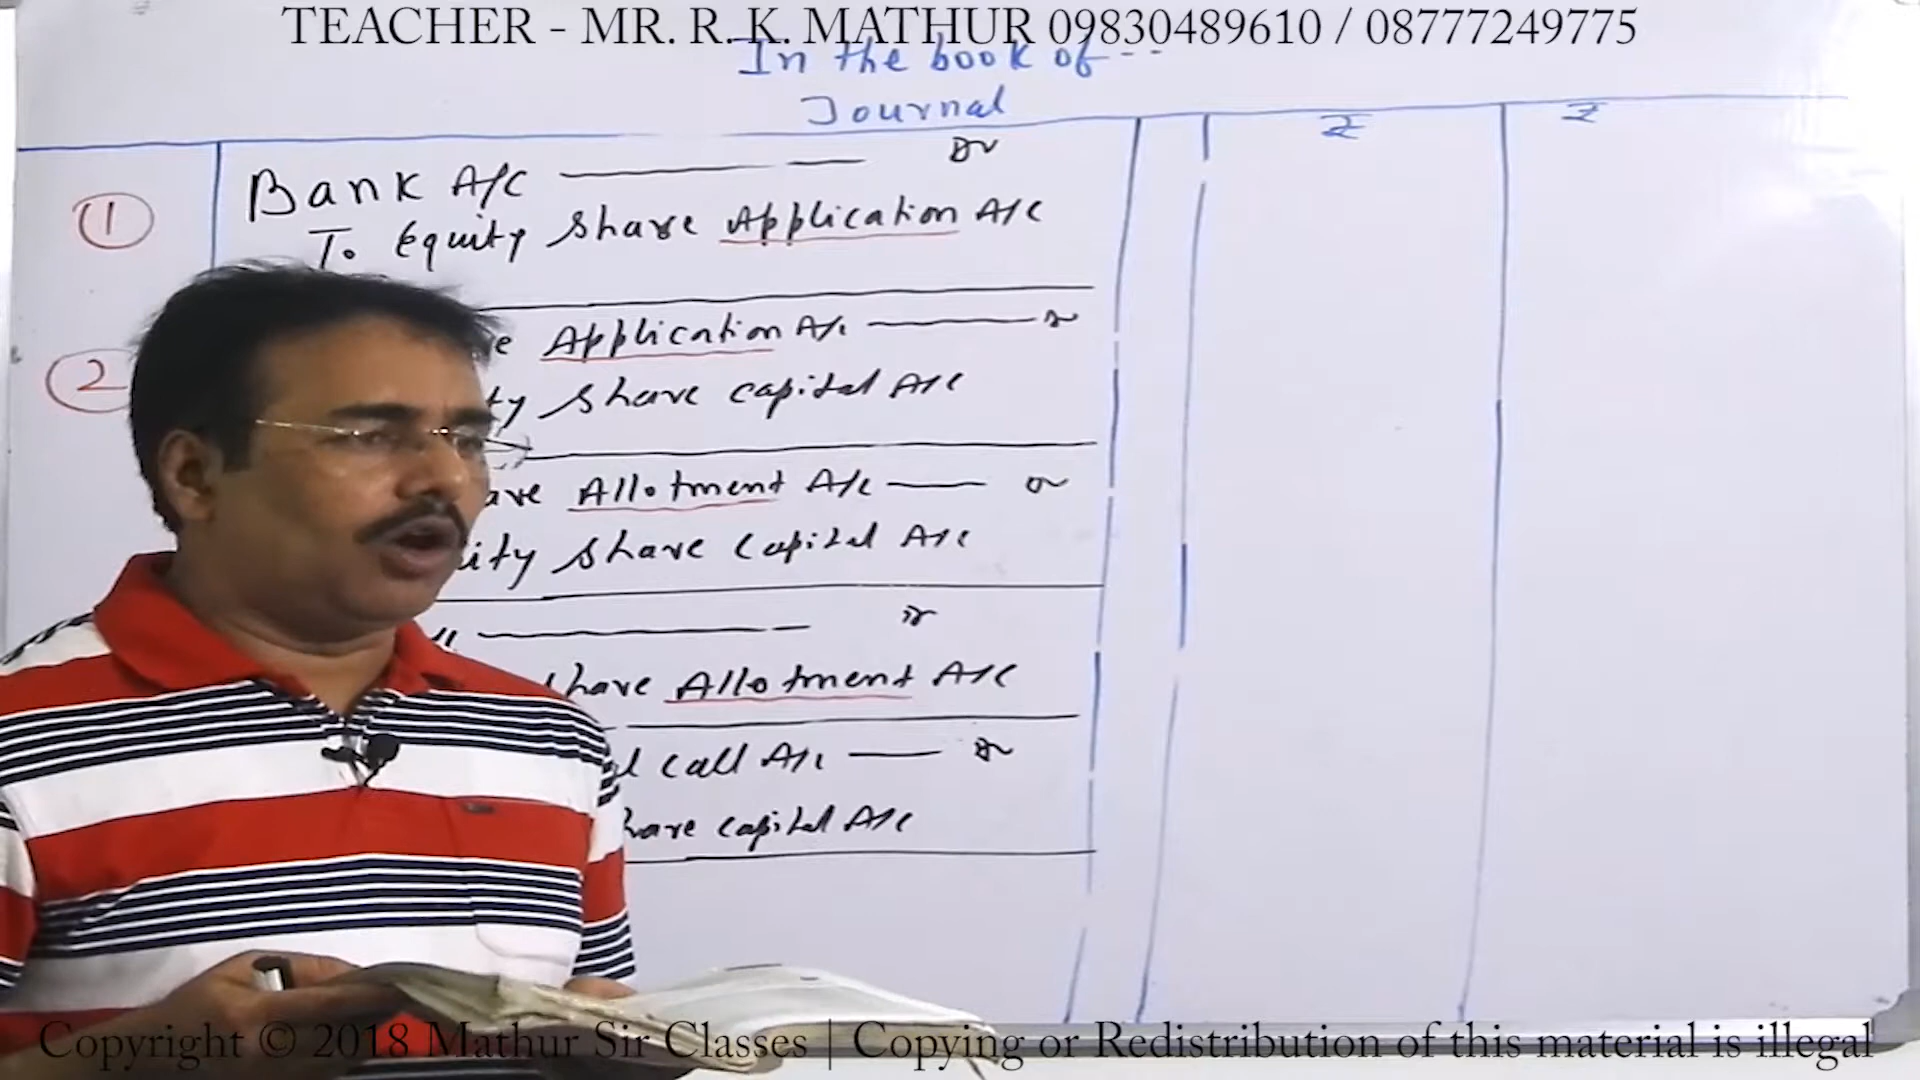 TEACHER - MR. R. K. MATHUR 09830489610 / 08777249775
In the book of --
Journal
₹ ₹
① Bank A/C Dr
To Equity Share Application A/C
② Application A/c Dr
Share capital A/C
Allotment A/c Dr
Share Capital A/c
Dr
Share Allotment A/C
call A/c Dr
capital A/C
Copyright © 2018 Mathur Sir Classes | Copying or Redistribution of this material is illegal